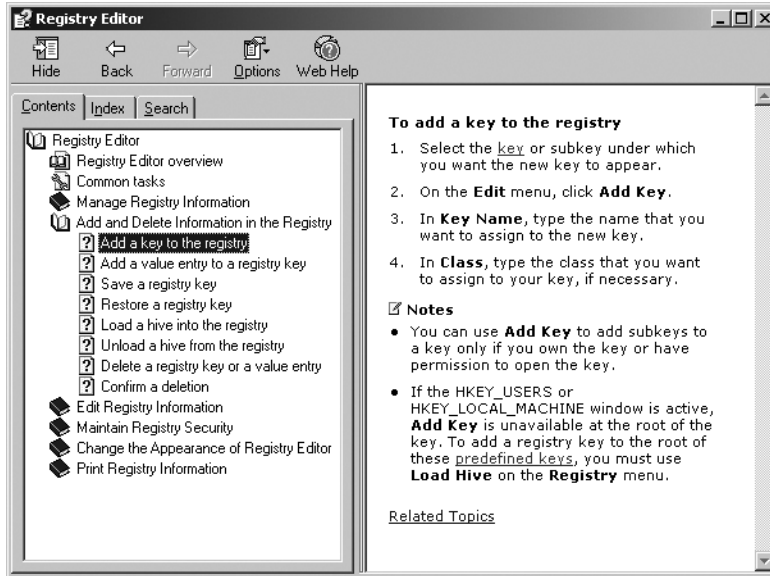 Registry Editor
Hide Back Forward Options Web Help
Contents Index Search
Registry Editor
Registry Editor overview
Common tasks
Manage Registry Information
Add and Delete Information in the Registry
Add a key to the registry
Add a value entry to a registry key
Save a registry key
Restore a registry key
Load a hive into the registry
Unload a hive from the registry
Delete a registry key or a value entry
Confirm a deletion
Edit Registry Information
Maintain Registry Security
Change the Appearance of Registry Editor
Print Registry Information
To add a key to the registry
1. Select the key or subkey under which
you want the new key to appear.
2. On the Edit menu, click Add Key.
3. In Key Name, type the name that you
want to assign to the new key.
4. In Class, type the class that you want
to assign to your key, if necessary.
Notes
• You can use Add Key to add subkeys to
a key only if you own the key or have
permission to open the key.
• If the HKEY_USERS or
HKEY_LOCAL_MACHINE window is active,
Add Key is unavailable at the root of the
key. To add a registry key to the root of
these predefined keys, you must use
Load Hive on the Registry menu.
Related Topics